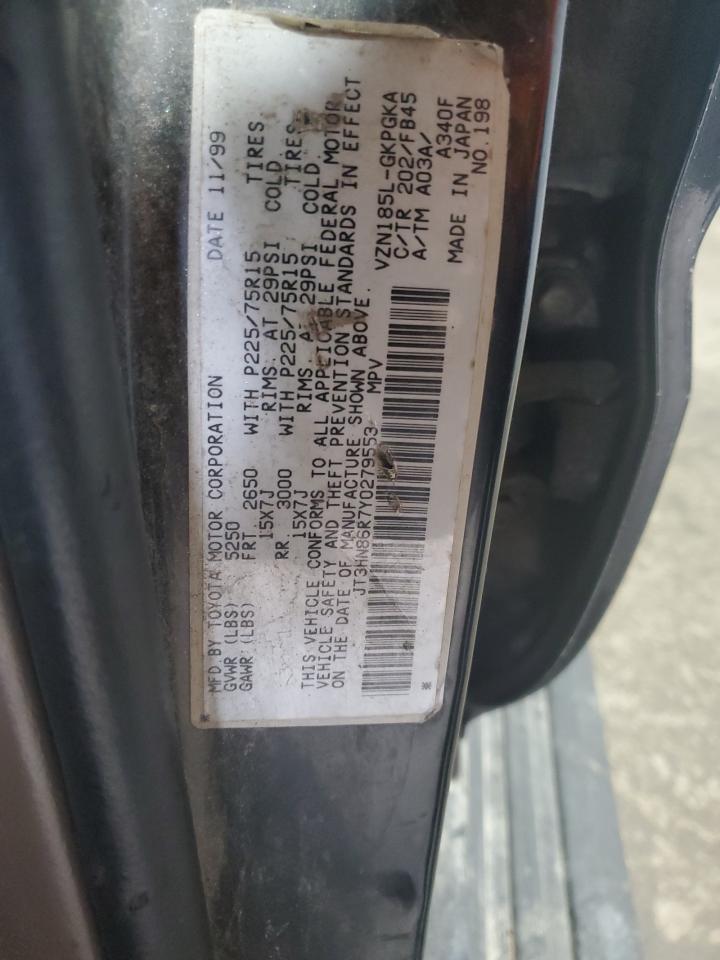 MFD.BY TOYOTA MOTOR CORPORATION DATE 11/99
GVWR (LBS) 5250
GAWR (LBS) FRT. 2650 WITH P225/75R15 TIRES,
15X7J RIMS, AT 29PSI COLD
RR. 3000 WITH P225/75R15 TIRES,
15X7J RIMS, A 29PSI COLD.
THIS VEHICLE CONFORMS TO ALL APPLICABLE FEDERAL MOTOR
VEHICLE SAFETY AND THEFT PREVENTION STANDARDS IN EFFECT
ON THE DATE OF MANUFACTURE SHOWN ABOVE.
JT3HN86R7Y0279553 MPV
VZN185L-GKPGKA
C/TR 202/FB45
A/TM A03A/
A340F
MADE IN JAPAN
NO.198